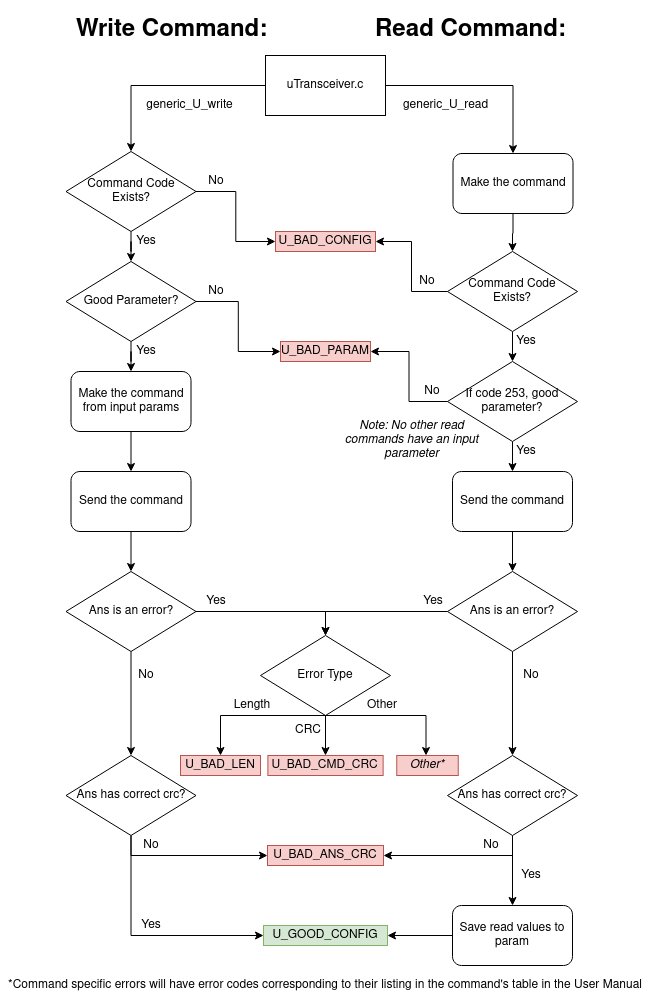 Write Command:
Read Command:
uTransceiver.c
generic_U_write
generic_U_read
Command Code
Exists?
No
Make the command
Yes
U_BAD_CONFIG
Good Parameter?
No
No
Command Code
Exists?
Yes
U_BAD_PARAM
Yes
Make the command
from input params
No
If code 253, good
parameter?
Note: No other read
commands have an input
parameter
Yes
Send the command
Send the command
Ans is an error?
Yes
Yes
Ans is an error?
No
Error Type
No
Length
CRC
Other
U_BAD_LEN
U_BAD_CMD_CRC
Other*
Ans has correct crc?
Ans has correct crc?
No
U_BAD_ANS_CRC
No
Yes
Yes
U_GOOD_CONFIG
Save read values to
param
*Command specific errors will have error codes corresponding to their listing in the command's table in the User Manual